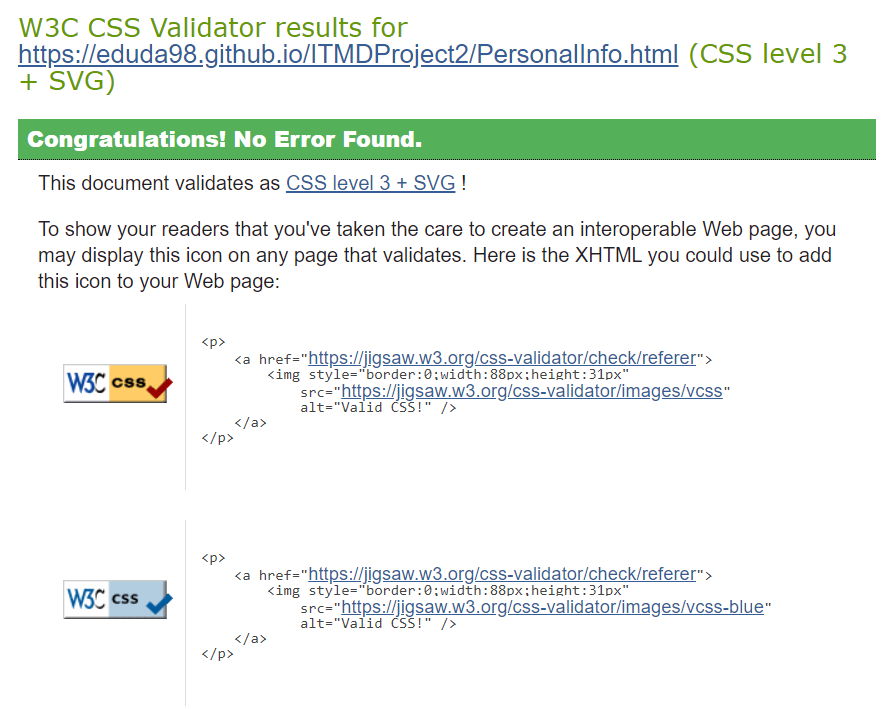 W3C CSS Validator results for
https://eduda98.github.io/ITMDProject2/PersonalInfo.html (CSS level 3
+ SVG)
Congratulations! No Error Found.
This document validates as CSS level 3 + SVG !
To show your readers that you've taken the care to create an interoperable Web page, you
may display this icon on any page that validates. Here is the XHTML you could use to add
this icon to your Web page:
W3C css
<p>
<a href="https://jigsaw.w3.org/css-validator/check/referer">
<img style="border:0;width:88px;height:31px"
src="https://jigsaw.w3.org/css-validator/images/vcss"
alt="Valid CSS!" />
</a>
</p>
W3C css
<p>
<a href="https://jigsaw.w3.org/css-validator/check/referer">
<img style="border:0;width:88px;height:31px"
src="https://jigsaw.w3.org/css-validator/images/vcss-blue"
alt="Valid CSS!" />
</a>
</p>